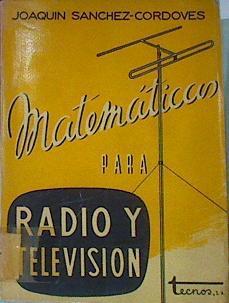 JOAQUIN SANCHEZ-CORDOVES
Matemáticas
PARA
RADIO Y
TELEVISION
tecnos, s.a.